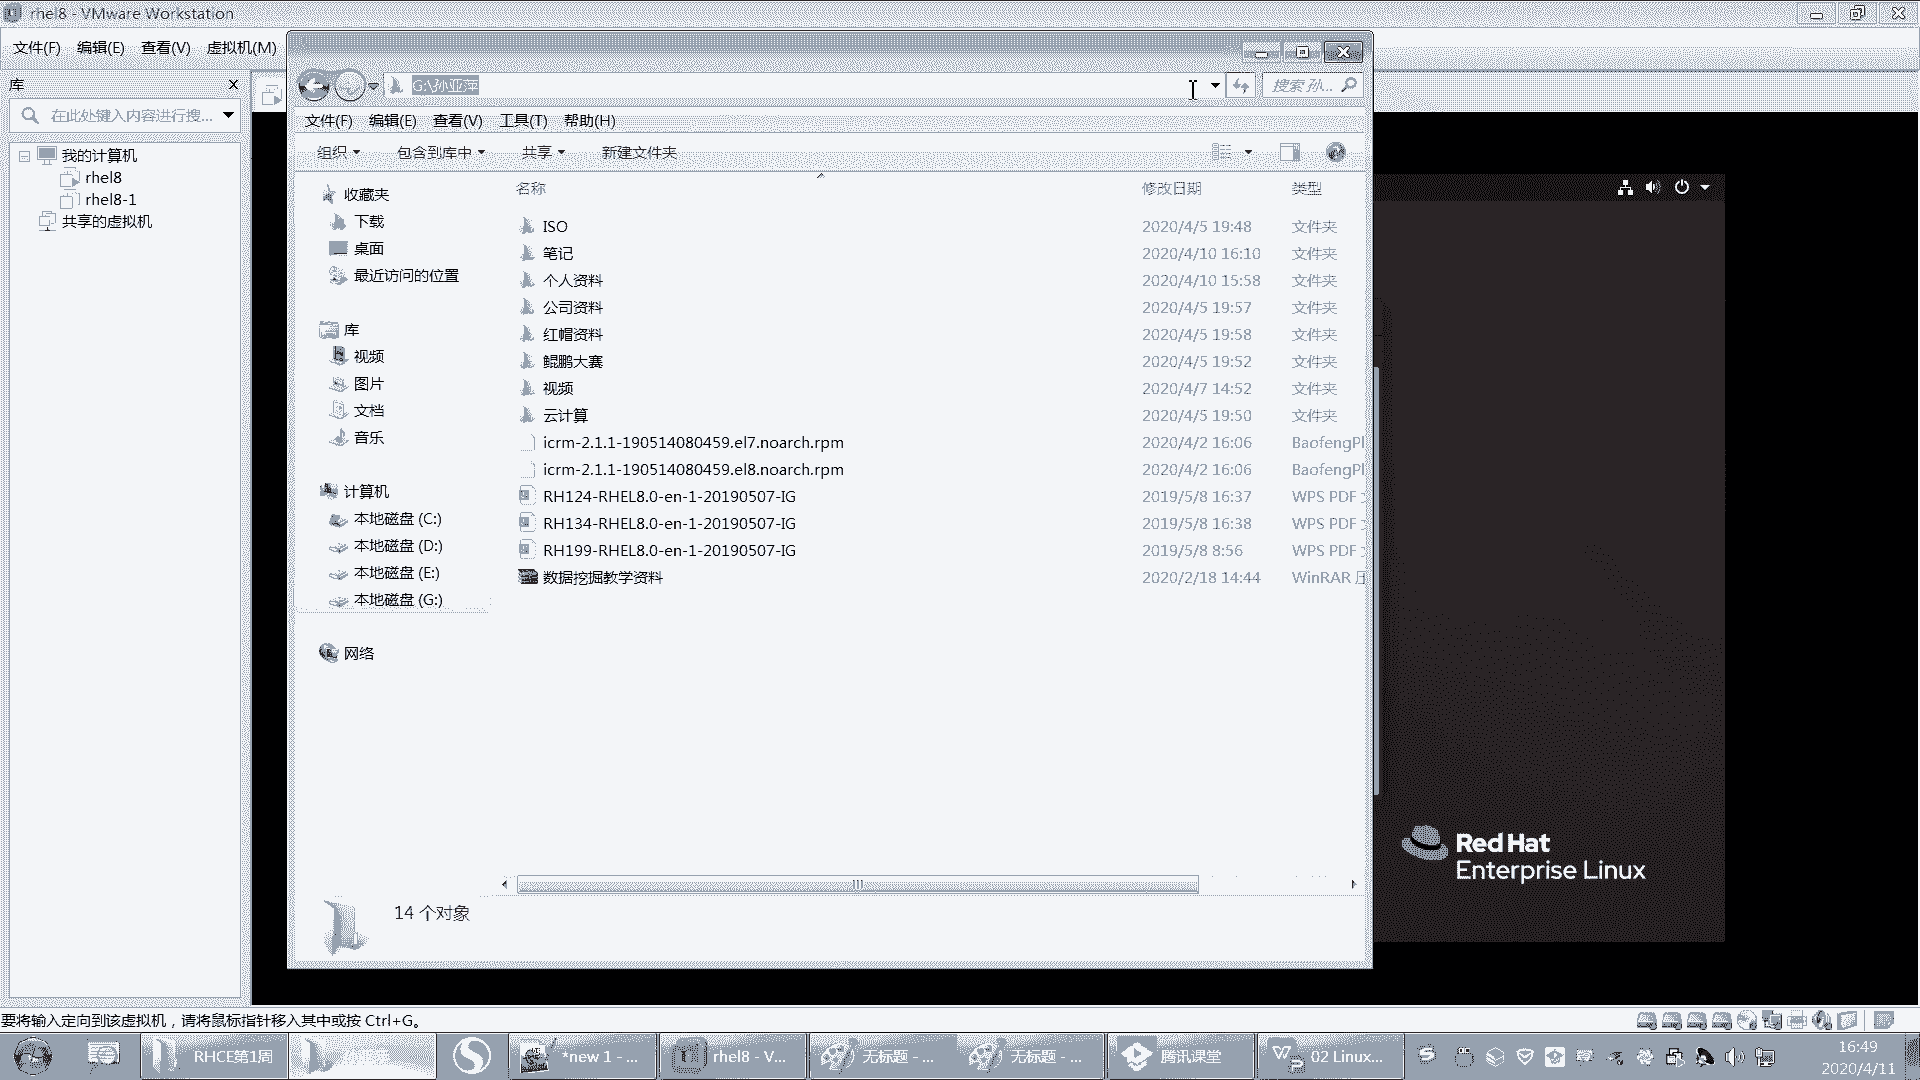 rhel8 - VMware Workstation
文件(F) 编辑(E) 查看(V) 虚拟机(M)
库
在此处键入内容进行搜...
我的计算机
rhel8
rhel8-1
共享的虚拟机
G:\孙亚萍
搜索 孙...
文件(F) 编辑(E) 查看(V) 工具(T) 帮助(H)
组织 包含到库中 共享 新建文件夹
收藏夹
下载
桌面
最近访问的位置
库
视频
图片
文档
音乐
计算机
本地磁盘 (C:)
本地磁盘 (D:)
本地磁盘 (E:)
本地磁盘 (G:)
网络
名称 修改日期 类型
ISO 2020/4/5 19:48 文件夹
笔记 2020/4/10 16:10 文件夹
个人资料 2020/4/10 15:58 文件夹
公司资料 2020/4/5 19:57 文件夹
红帽资料 2020/4/5 19:58 文件夹
鲲鹏大赛 2020/4/5 19:52 文件夹
视频 2020/4/7 14:52 文件夹
云计算 2020/4/5 19:50 文件夹
icrm-2.1.1-190514080459.el7.noarch.rpm 2020/4/2 16:06 BaofengPl
icrm-2.1.1-190514080459.el8.noarch.rpm 2020/4/2 16:06 BaofengPl
RH124-RHEL8.0-en-1-20190507-IG 2019/5/8 16:37 WPS PDF
RH134-RHEL8.0-en-1-20190507-IG 2019/5/8 16:38 WPS PDF
RH199-RHEL8.0-en-1-20190507-IG 2019/5/8 8:56 WPS PDF
数据挖掘教学资料 2020/2/18 14:44 WinRAR 压
14 个对象
Red Hat
Enterprise Linux
要将输入定向到该虚拟机，请将鼠标指针移入其中或按 Ctrl+G。
RHCE第1周
*new 1 - ...
rhel8 - V...
无标题 - ...
无标题 - ...
腾讯课堂
02 Linux...
16:49
2020/4/11